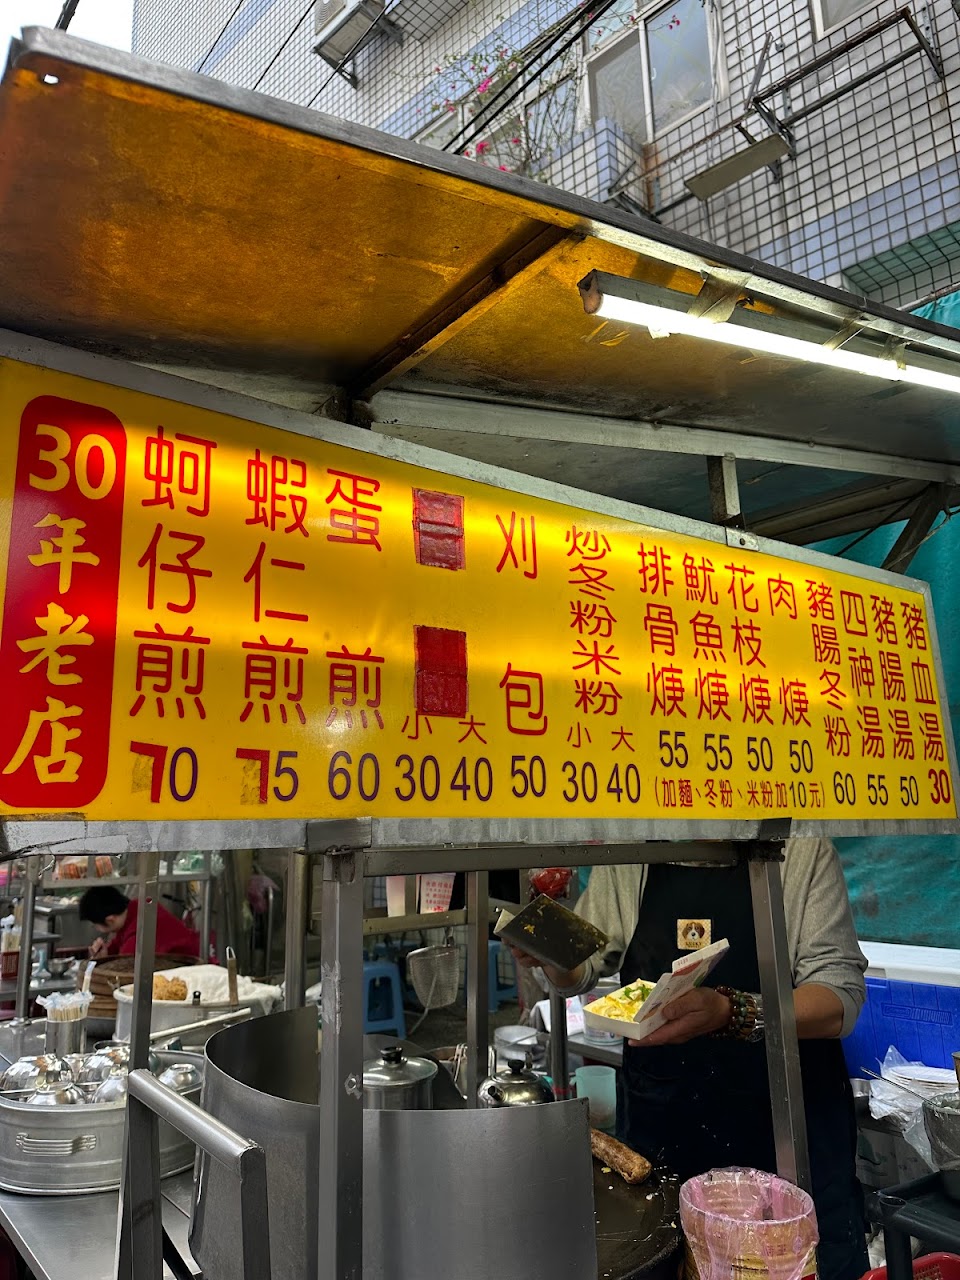 30年老店
蚵仔煎 70
蝦仁煎 75
蛋煎 60
小 30
大 40
刈包 50
炒冬粉米粉
小 30
大 40
排骨焿 55
魷魚焿 55
花枝焿 50
肉焿 50
(加麵、冬粉、米粉加10元)
豬腸冬粉 60
四神湯 55
豬腸湯 50
豬血湯 30